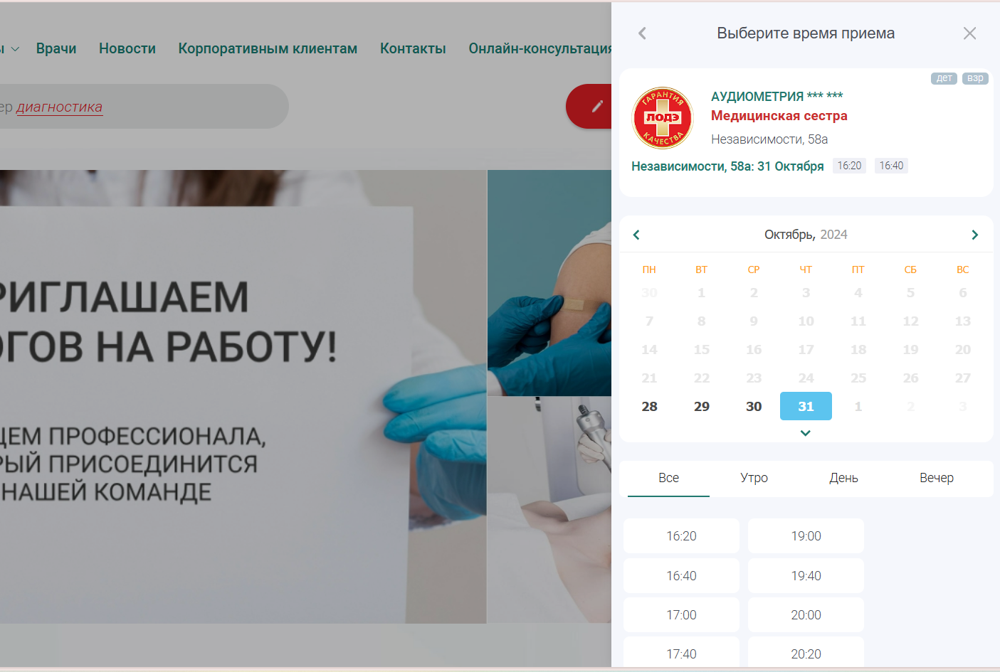 Врачи Новости Корпоративным клиентам Контакты Онлайн-консультация
диагностика
РИГЛАШАЕМ
ОГОВ НА РАБОТУ!
ЩЕМ ПРОФЕССИОНАЛА,
РЫЙ ПРИСОЕДИНИТСЯ
НАШЕЙ КОМАНДЕ
Выберите время приема
дет взр
ГАРАНТИЯ
ЛОДЭ
КАЧЕСТВА
АУДИОМЕТРИЯ *** ***
Медицинская сестра
Независимости, 58а
Независимости, 58а: 31 Октября 16:20 16:40
Октябрь, 2024
ПН ВТ СР ЧТ ПТ СБ ВС
30 1 2 3 4 5 6
7 8 9 10 11 12 13
14 15 16 17 18 19 20
21 22 23 24 25 26 27
28 29 30 31 1 2 3
Все Утро День Вечер
16:20 19:00
16:40 19:40
17:00 20:00
17:40 20:20